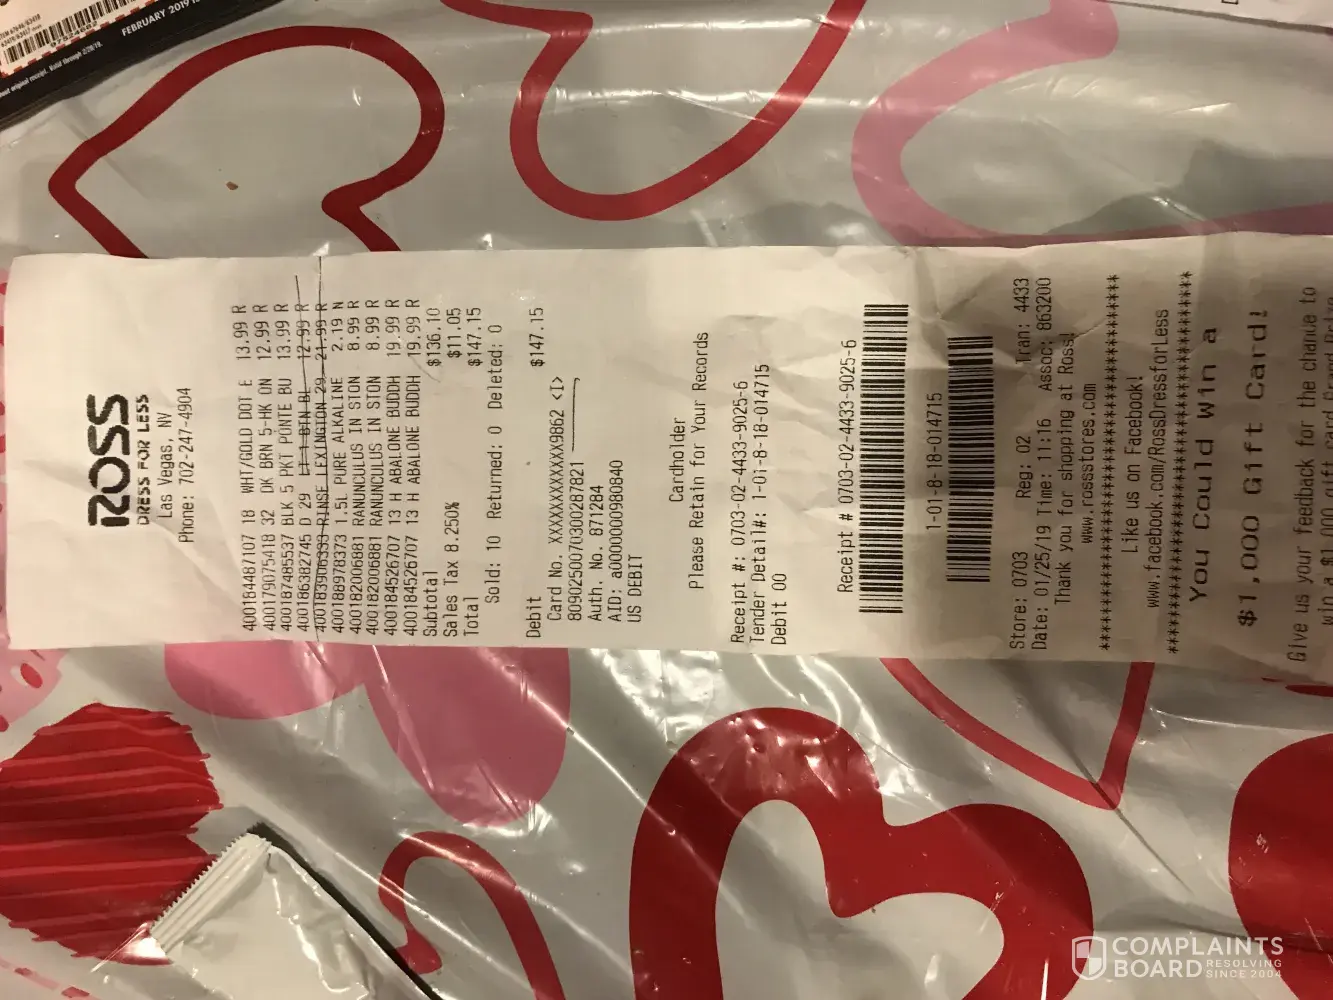 FEBRUARY 2019
ROSS
DRESS FOR LESS
Las Vegas, NV
Phone: 702-247-4904
400184487107 18 WHT/GOLD DOT E 13.99 R
400179075418 32 DK BRN 5-HK ON 12.99 R
400187485537 BLK 5 PKT PONTE BU 13.99 R
400186382745 D 29 12.99 R
400183906333 RINSE LEXINGTON 29 21.99 R
400188978373 1.5L PURE ALKALINE 2.19 N
400182006881 RANUNCULUS IN STON 8.99 R
400182006881 RANUNCULUS IN STON 8.99 R
400184526707 13 H ABALONE BUDDH 19.99 R
400184526707 13 H ABALONE BUDDH 19.99 R
Subtotal $136.10
Sales Tax 8.250% $11.05
Total $147.15
Sold: 10 Returned: 0 Deleted: 0
Debit $147.15
Card No. XXXXXXXXXXXX9862 <I>
8090250070300287821
Auth. No. 871284
AID: a0000000980840
US DEBIT
Cardholder
Please Retain for Your Records
Receipt #: 0703-02-4433-9025-6
Tender Detail#: 1-01-8-18-014715
Debit 00
Receipt # 0703-02-4433-9025-6
1-01-8-18-014715
Store: 0703 Reg: 02 Tran: 4433
Date: 01/25/19 Time: 11:16 Assoc: 863200
Thank you for shopping at Ross!
www.rossstores.com
****************************************
Like us on Facebook!
www.facebook.com/RossDressforLess
****************************************
You Could Win a
$1,000 Gift Card!
Give us your feedback for the chance to
win a $1,000 gift card Grand Prize
COMPLAINTS
BOARD RESOLVING
SINCE 2004